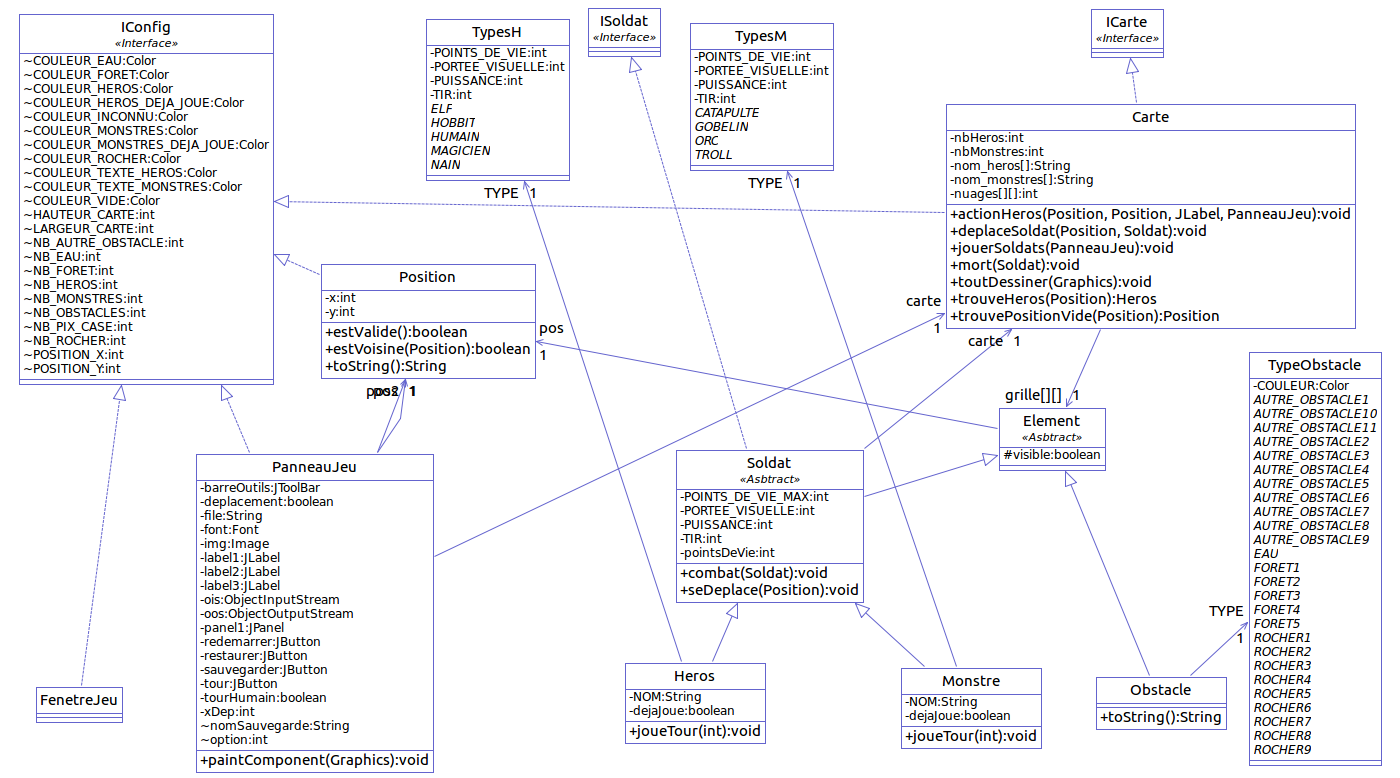 IConfig
«Interface»
~COULEUR_EAU:Color
~COULEUR_FORET:Color
~COULEUR_HEROS:Color
~COULEUR_HEROS_DEJA_JOUE:Color
~COULEUR_INCONNU:Color
~COULEUR_MONSTRES:Color
~COULEUR_MONSTRES_DEJA_JOUE:Color
~COULEUR_ROCHER:Color
~COULEUR_TEXTE_HEROS:Color
~COULEUR_TEXTE_MONSTRES:Color
~COULEUR_VIDE:Color
~HAUTEUR_CARTE:int
~LARGEUR_CARTE:int
~NB_AUTRE_OBSTACLE:int
~NB_EAU:int
~NB_FORET:int
~NB_HEROS:int
~NB_MONSTRES:int
~NB_OBSTACLES:int
~NB_PIX_CASE:int
~NB_ROCHER:int
~POSITION_X:int
~POSITION_Y:int
TypesH
-POINTS_DE_VIE:int
-PORTEE_VISUELLE:int
-PUISSANCE:int
-TIR:int
ELF
HOBBIT
HUMAIN
MAGICIEN
NAIN
TYPE 1
ISoldat
«Interface»
TypesM
-POINTS_DE_VIE:int
-PORTEE_VISUELLE:int
-PUISSANCE:int
-TIR:int
CATAPULTE
GOBELIN
ORC
TROLL
TYPE 1
ICarte
«Interface»
Carte
-nbHeros:int
-nbMonstres:int
-nom_heros[]:String
-nom_monstres[]:String
-nuages[][]:int
+actionHeros(Position, Position, JLabel, PanneauJeu):void
+deplaceSoldat(Position, Soldat):void
+jouerSoldats(PanneauJeu):void
+mort(Soldat):void
+toutDessiner(Graphics):void
+trouveHeros(Position):Heros
+trouvePositionVide(Position):Position
carte
1
carte 1
grille[][] 1
Position
-x:int
-y:int
+estValide():boolean
+estVoisine(Position):boolean
+toString():String
pos
1
pos2 1
Element
«Asbtract»
#visible:boolean
TypeObstacle
-COULEUR:Color
AUTRE_OBSTACLE1
AUTRE_OBSTACLE10
AUTRE_OBSTACLE11
AUTRE_OBSTACLE2
AUTRE_OBSTACLE3
AUTRE_OBSTACLE4
AUTRE_OBSTACLE5
AUTRE_OBSTACLE6
AUTRE_OBSTACLE7
AUTRE_OBSTACLE8
AUTRE_OBSTACLE9
EAU
FORET1
FORET2
FORET3
FORET4
FORET5
ROCHER1
ROCHER2
ROCHER3
ROCHER4
ROCHER5
ROCHER6
ROCHER7
ROCHER8
ROCHER9
TYPE
1
PanneauJeu
-barreOutils:JToolBar
-deplacement:boolean
-file:String
-font:Font
-img:Image
-label1:JLabel
-label2:JLabel
-label3:JLabel
-ois:ObjectInputStream
-oos:ObjectOutputStream
-panel1:JPanel
-redemarrer:JButton
-restaurer:JButton
-sauvegarder:JButton
-tour:JButton
-tourHumain:boolean
-xDep:int
~nomSauvegarde:String
~option:int
+paintComponent(Graphics):void
Soldat
«Asbtract»
-POINTS_DE_VIE_MAX:int
-PORTEE_VISUELLE:int
-PUISSANCE:int
-TIR:int
-pointsDeVie:int
+combat(Soldat):void
+seDeplace(Position):void
FenetreJeu
Heros
-NOM:String
-dejaJoue:boolean
+joueTour(int):void
Monstre
-NOM:String
-dejaJoue:boolean
+joueTour(int):void
Obstacle
+toString():String